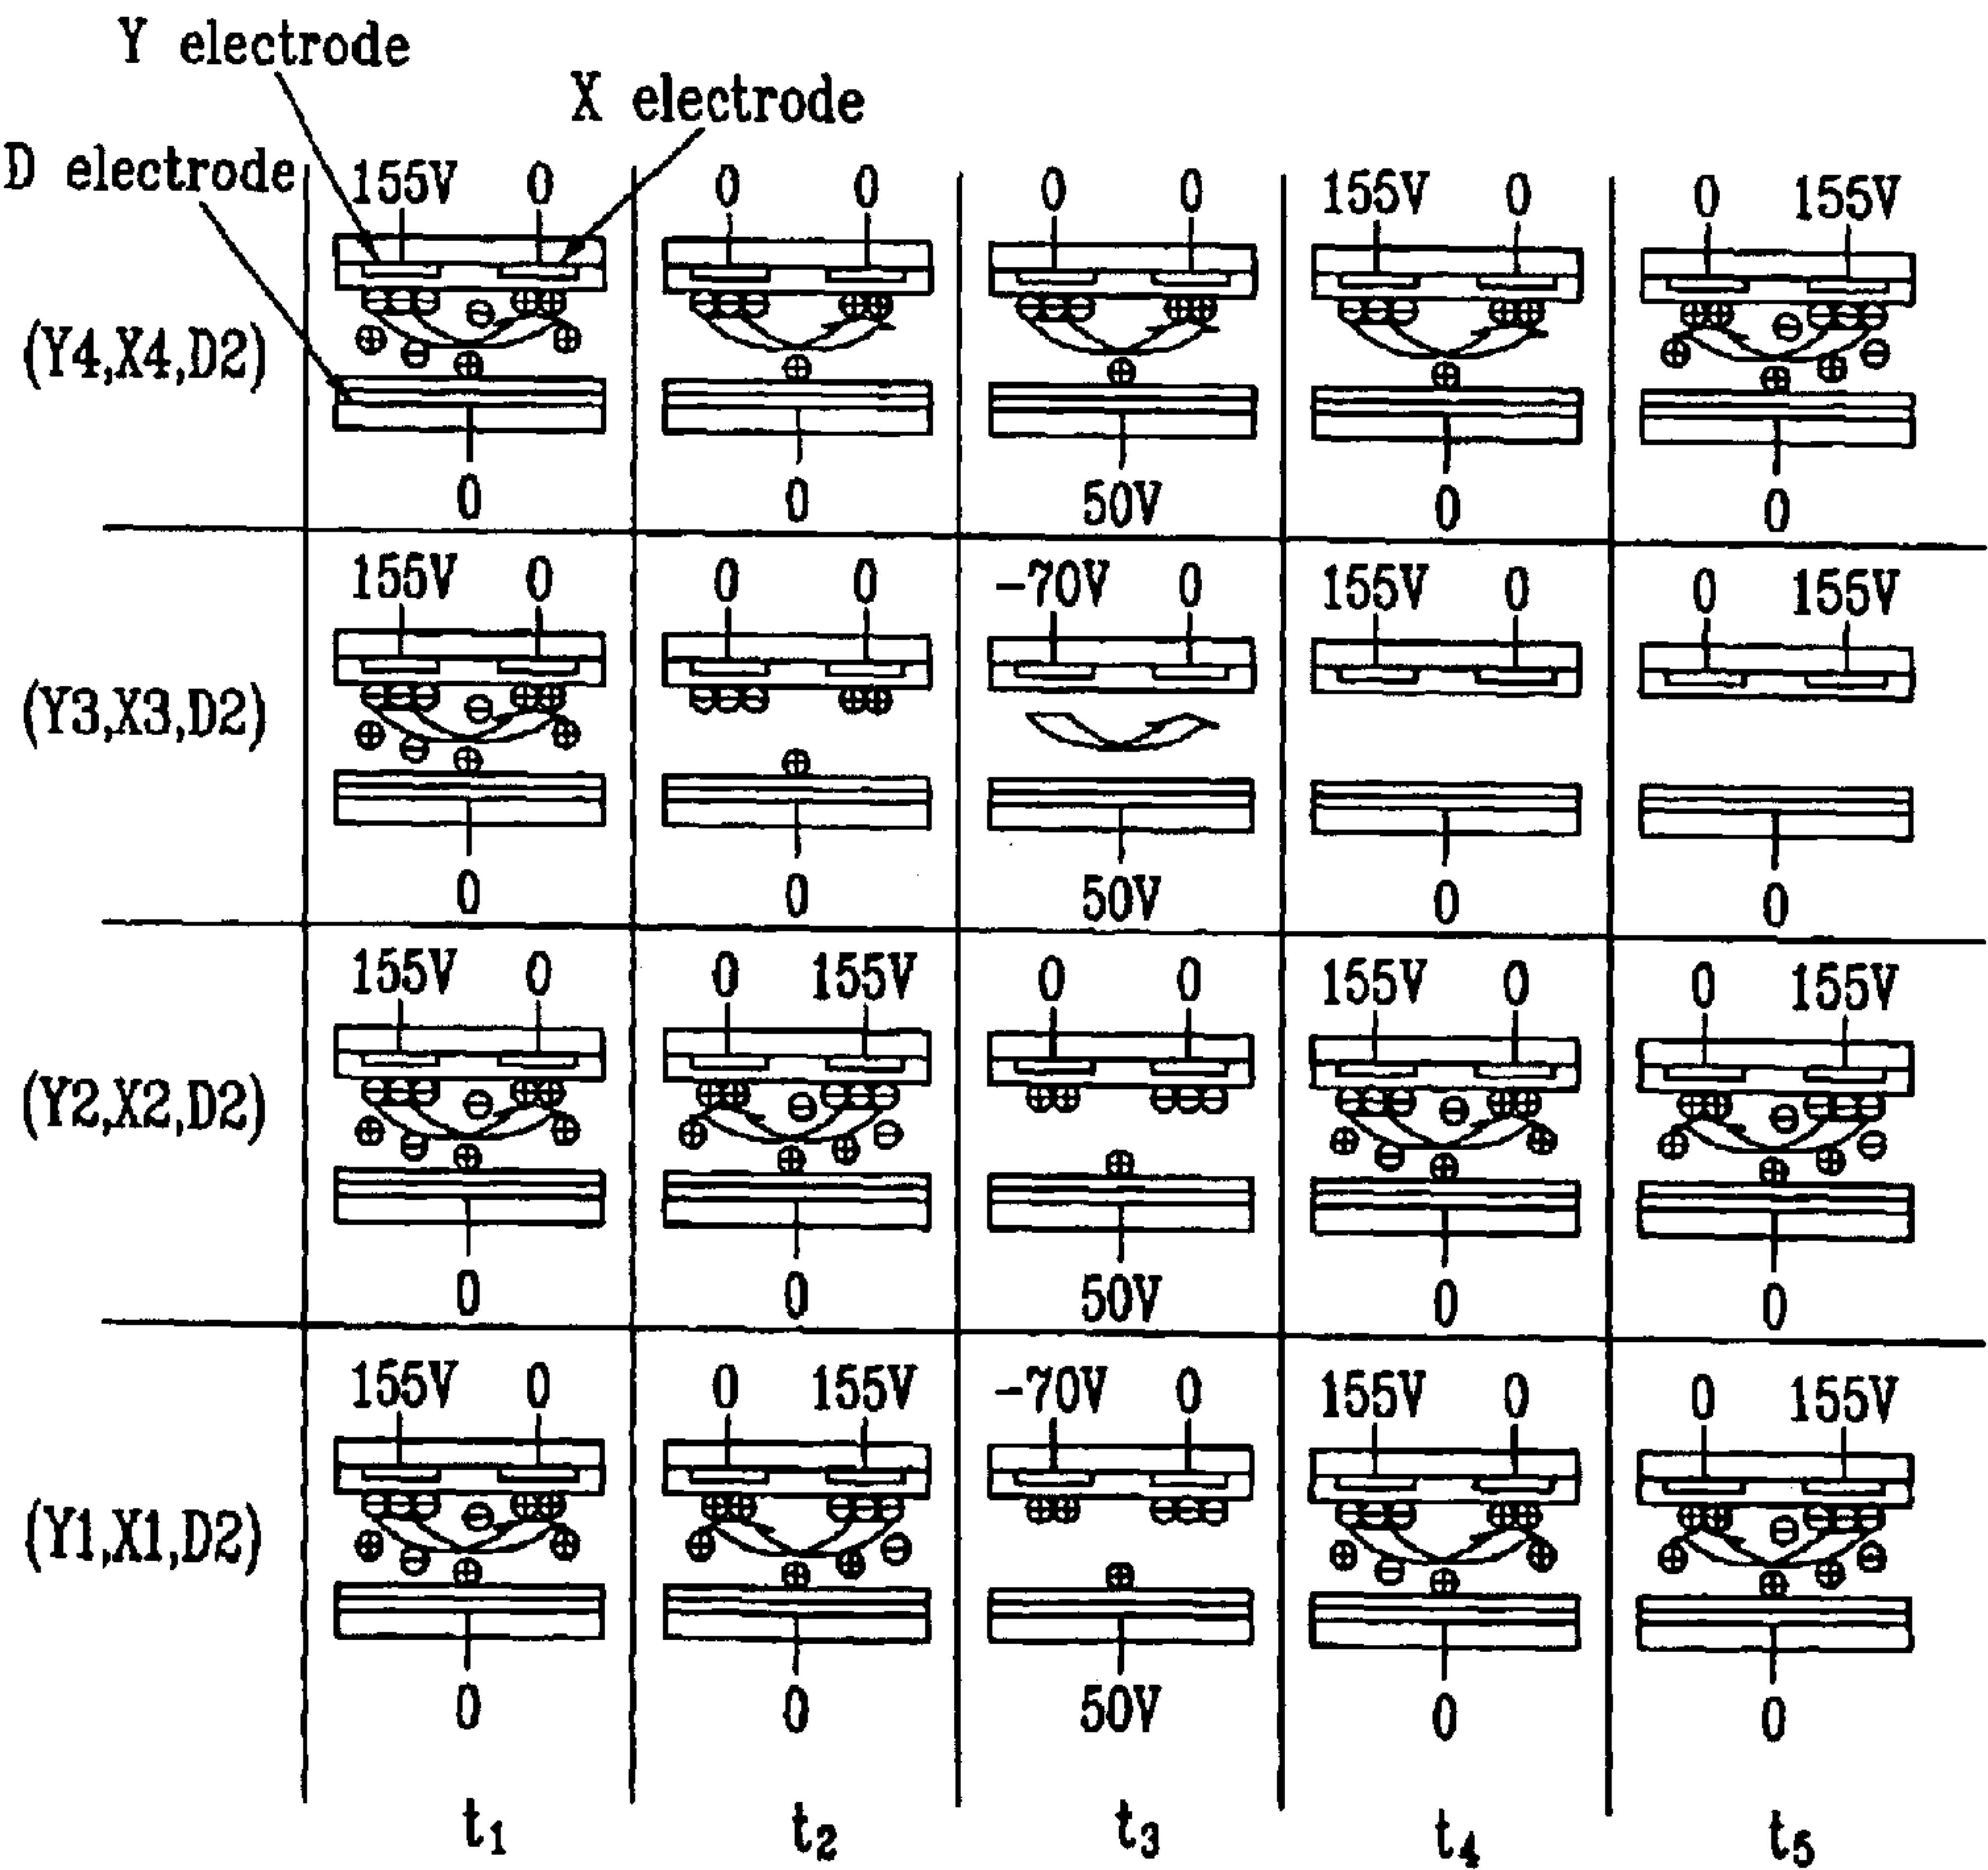 Y electrode
X electrode
D electrode
155V 0 0 0 0 0 155V 0 0 155V
(Y4,X4,D2)
0 0 50V 0 0
155V 0 0 0 -70V 0 155V 0 0 155V
(Y3,X3,D2)
0 0 50V 0 0
155V 0 0 155V 0 0 155V 0 0 155V
(Y2,X2,D2)
0 0 50V 0 0
155V 0 0 155V -70V 0 155V 0 0 155V
(Y1,X1,D2)
0 0 50V 0 0
t1 t2 t3 t4 t5